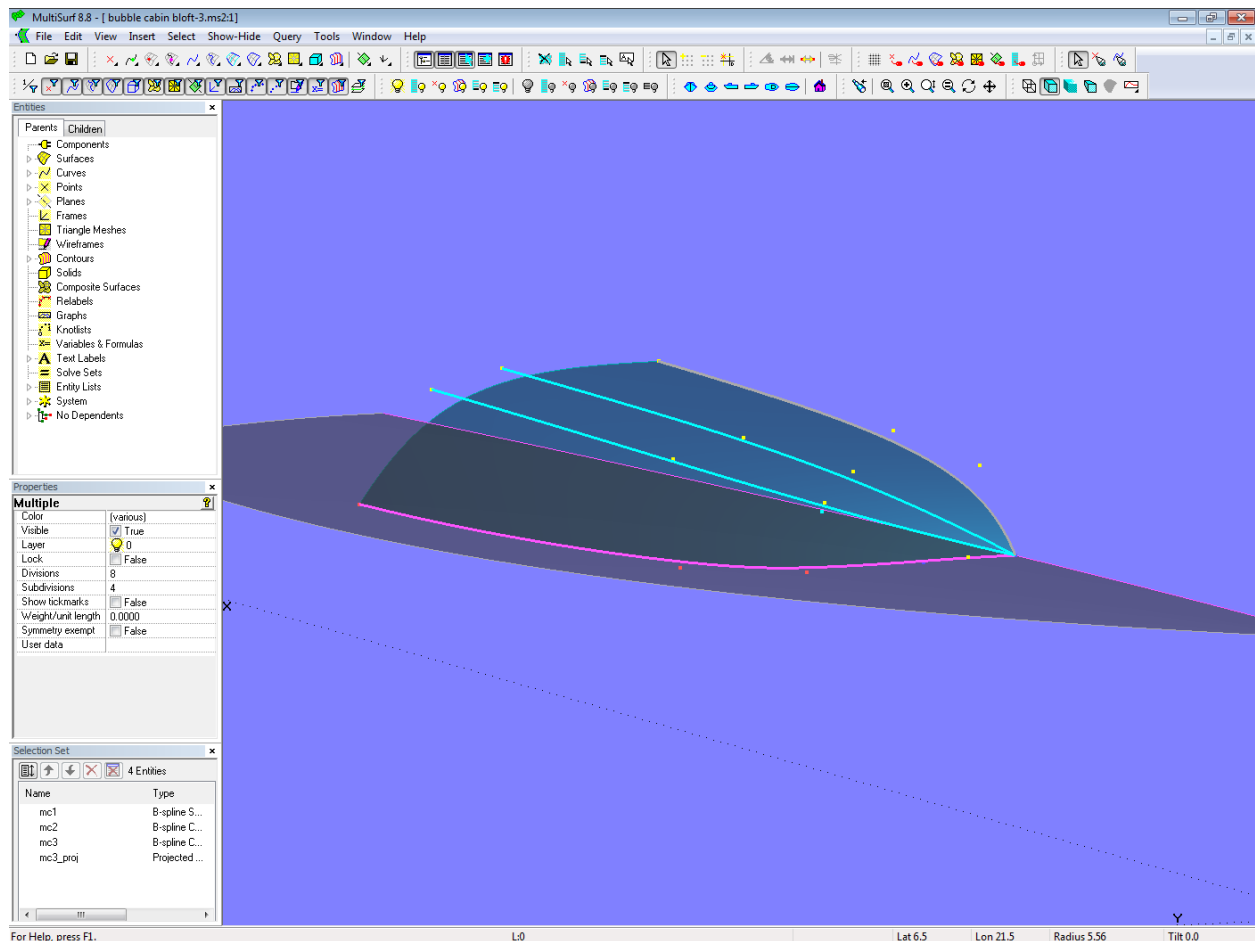 MultiSurf 8.8 - [ bubble cabin bloft-3.ms2:1]
File Edit View Insert Select Show-Hide Query Tools Window Help
Entities
Parents Children
Components
Surfaces
Curves
Points
Planes
Frames
Triangle Meshes
Wireframes
Contours
Solids
Composite Surfaces
Relabels
Graphs
Knotlists
Variables & Formulas
Text Labels
Solve Sets
Entity Lists
System
No Dependents
Properties
Multiple
Color (various)
Visible True
Layer 0
Lock False
Divisions 8
Subdivisions 4
Show tickmarks False
Weight/unit length 0.0000
Symmetry exempt False
User data
Selection Set
4 Entities
Name Type
mc1 B-spline S...
mc2 B-spline C...
mc3 B-spline C...
mc3_proj Projected ...
X
Y
For Help, press F1. L:0 Lat 6.5 Lon 21.5 Radius 5.56 Tilt 0.0